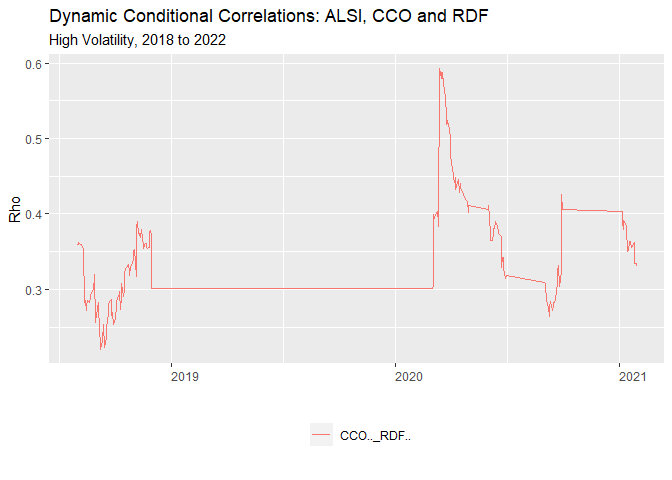 Dynamic Conditional Correlations: ALSI, CCO and RDF
High Volatility, 2018 to 2022
0.6
0.5
0.4
0.3
Rho
2019
2020
2021
CCO.._RDF..